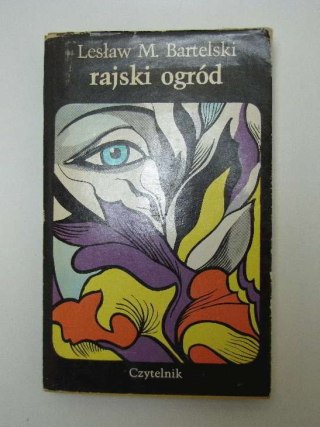 Lesław M. Bartelski
rajski ogród
Czytelnik